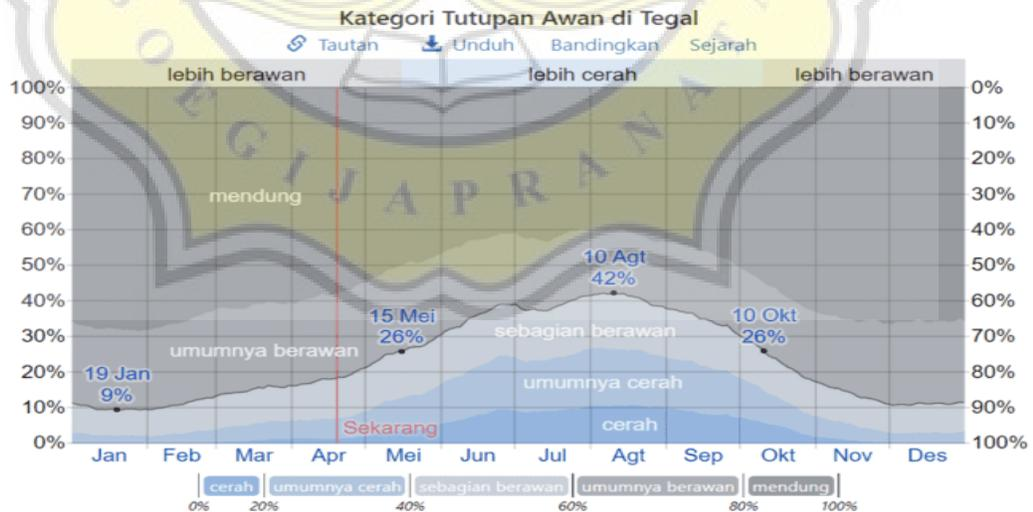 Kategori Tutupan Awan di Tegal
Tautan Unduh Bandingkan Sejarah
lebih berawan lebih cerah lebih berawan
100% 0%
90% 10%
80% 20%
70% 30%
60% 40%
50% 50%
40% 60%
30% 70%
20% 80%
10% 90%
0% 100%
SOEGIJAPRANATA
mendung
10 Agt
42%
15 Mei
26%
10 Okt
26%
sebagian berawan
umumnya berawan
19 Jan
9%
umumnya cerah
Sekarang
cerah
Jan Feb Mar Apr Mei Jun Jul Agt Sep Okt Nov Des
cerah umumnya cerah sebagian berawan umumnya berawan mendung
0% 20% 40% 60% 80% 100%